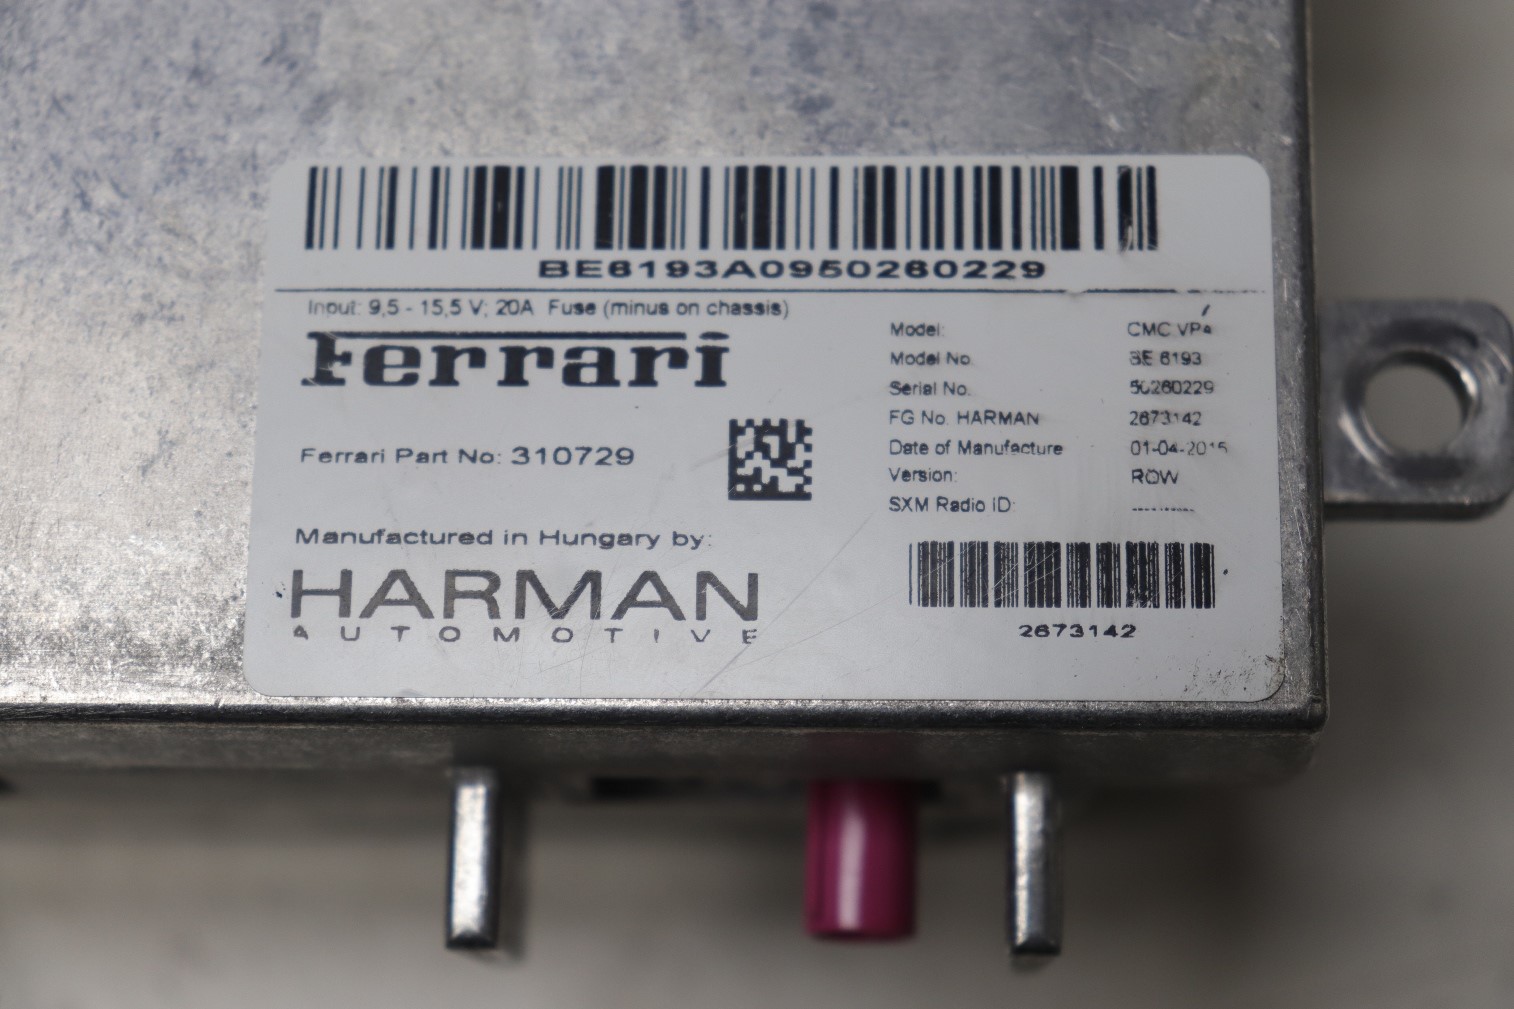 BE6193A0950260229
Input: 9,5 - 15,5 V; 20A Fuse (minus on chassis)
Ferrari
Ferrari Part No: 310729
Manufactured in Hungary by:
HARMAN
AUTOMOTIVE
Model: CMC VP4
Model No. BE 6193
Serial No. 50260229
FG No. HARMAN 2673142
Date of Manufacture 01-04-2015
Version: ROW
SXM Radio ID:
2673142